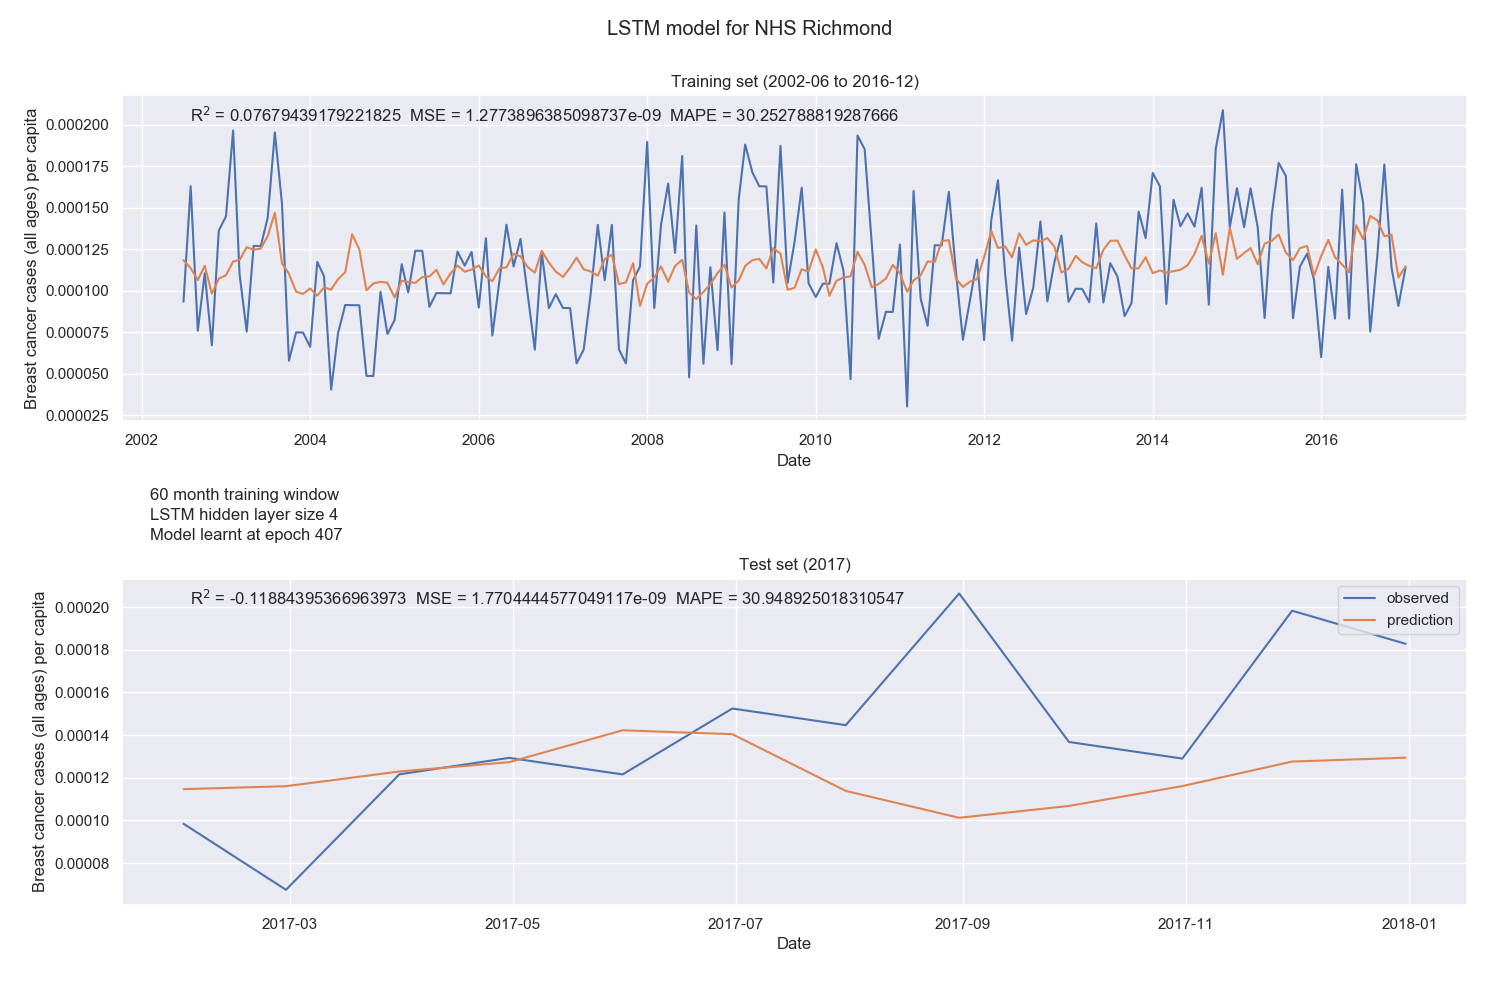 LSTM model for NHS Richmond
Training set (2002-06 to 2016-12)
R² = 0.07679439179221825 MSE = 1.2773896385098737e-09 MAPE = 30.252788819287666
Breast cancer cases (all ages) per capita
0.000200
0.000175
0.000150
0.000125
0.000100
0.000075
0.000050
0.000025
2002 2004 2006 2008 2010 2012 2014 2016
Date
60 month training window
LSTM hidden layer size 4
Model learnt at epoch 407
Test set (2017)
R² = -0.11884395366963973 MSE = 1.7704444577049117e-09 MAPE = 30.948925018310547
observed
prediction
Breast cancer cases (all ages) per capita
0.00020
0.00018
0.00016
0.00014
0.00012
0.00010
0.00008
2017-03 2017-05 2017-07 2017-09 2017-11 2018-01
Date